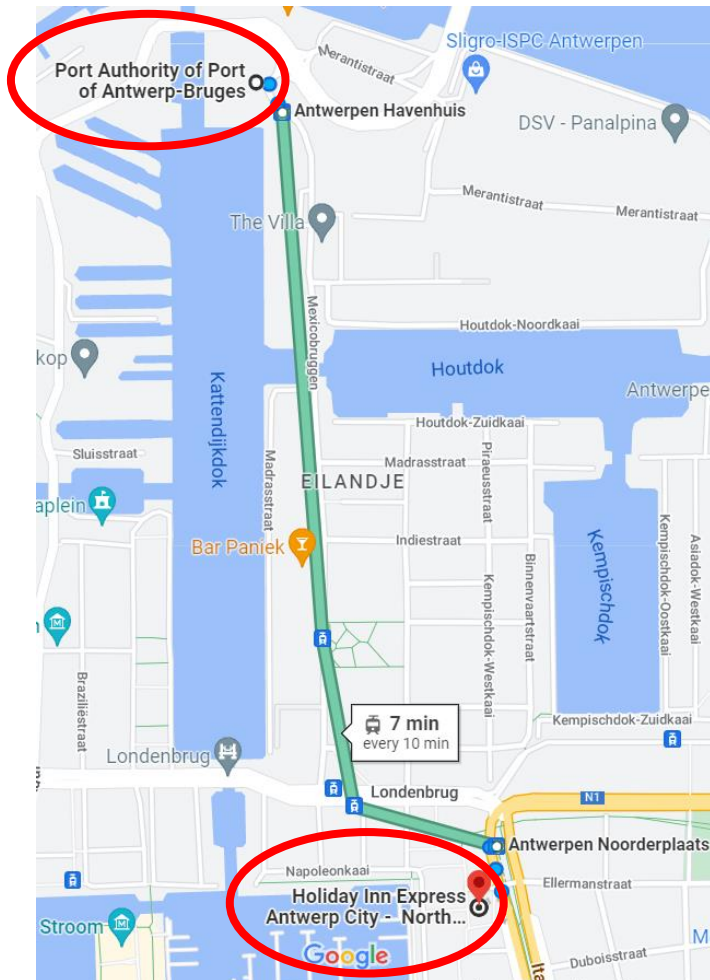 Merantistraat
Sligro-ISPC Antwerpen
Port Authority of Port
of Antwerp-Bruges
Antwerpen Havenhuis
DSV - Panalpina
Merantistraat
Merantistraat
The Villa
Mexicobruggen
Houtdok-Noordkaai
kop
Houtdok
Kattendijkdok
Antwerpe
Houtdok-Zuidkaai
Sluisstraat
Madrasstraat
Madrasstraat
Piraeusstraat
EILANDJE
aplein
Bar Paniek
Indiestraat
Binnenvaartstraat
Kempischdok
Kempischdok-Oostkaai
Asiadok-Westkaai
Kempischdok-Westkaai
Braziliëstraat
7 min
every 10 min
Kempischdok-Zuidkaai
Londenbrug
Londenbrug
N1
Antwerpen Noorderplaats
Napoleonkaai
Ellermanstraat
Holiday Inn Express
Antwerp City - North...
Stroom
Google
Ita
Duboisstraat
M